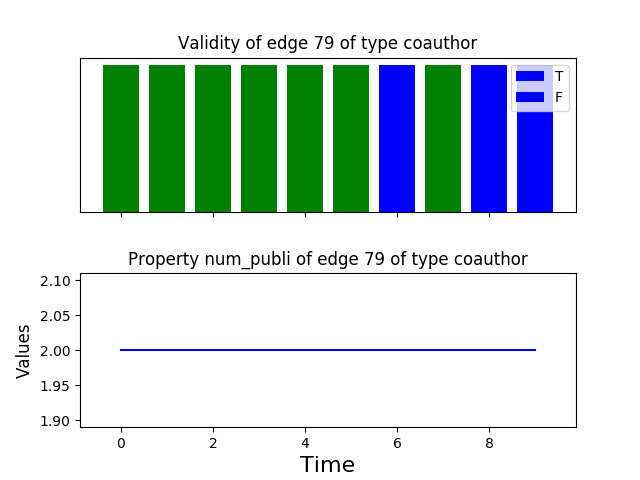 Validity of edge 79 of type coauthor
T
F
Property num_publi of edge 79 of type coauthor
2.10
2.05
2.00
1.95
1.90
Values
0 2 4 6 8
Time